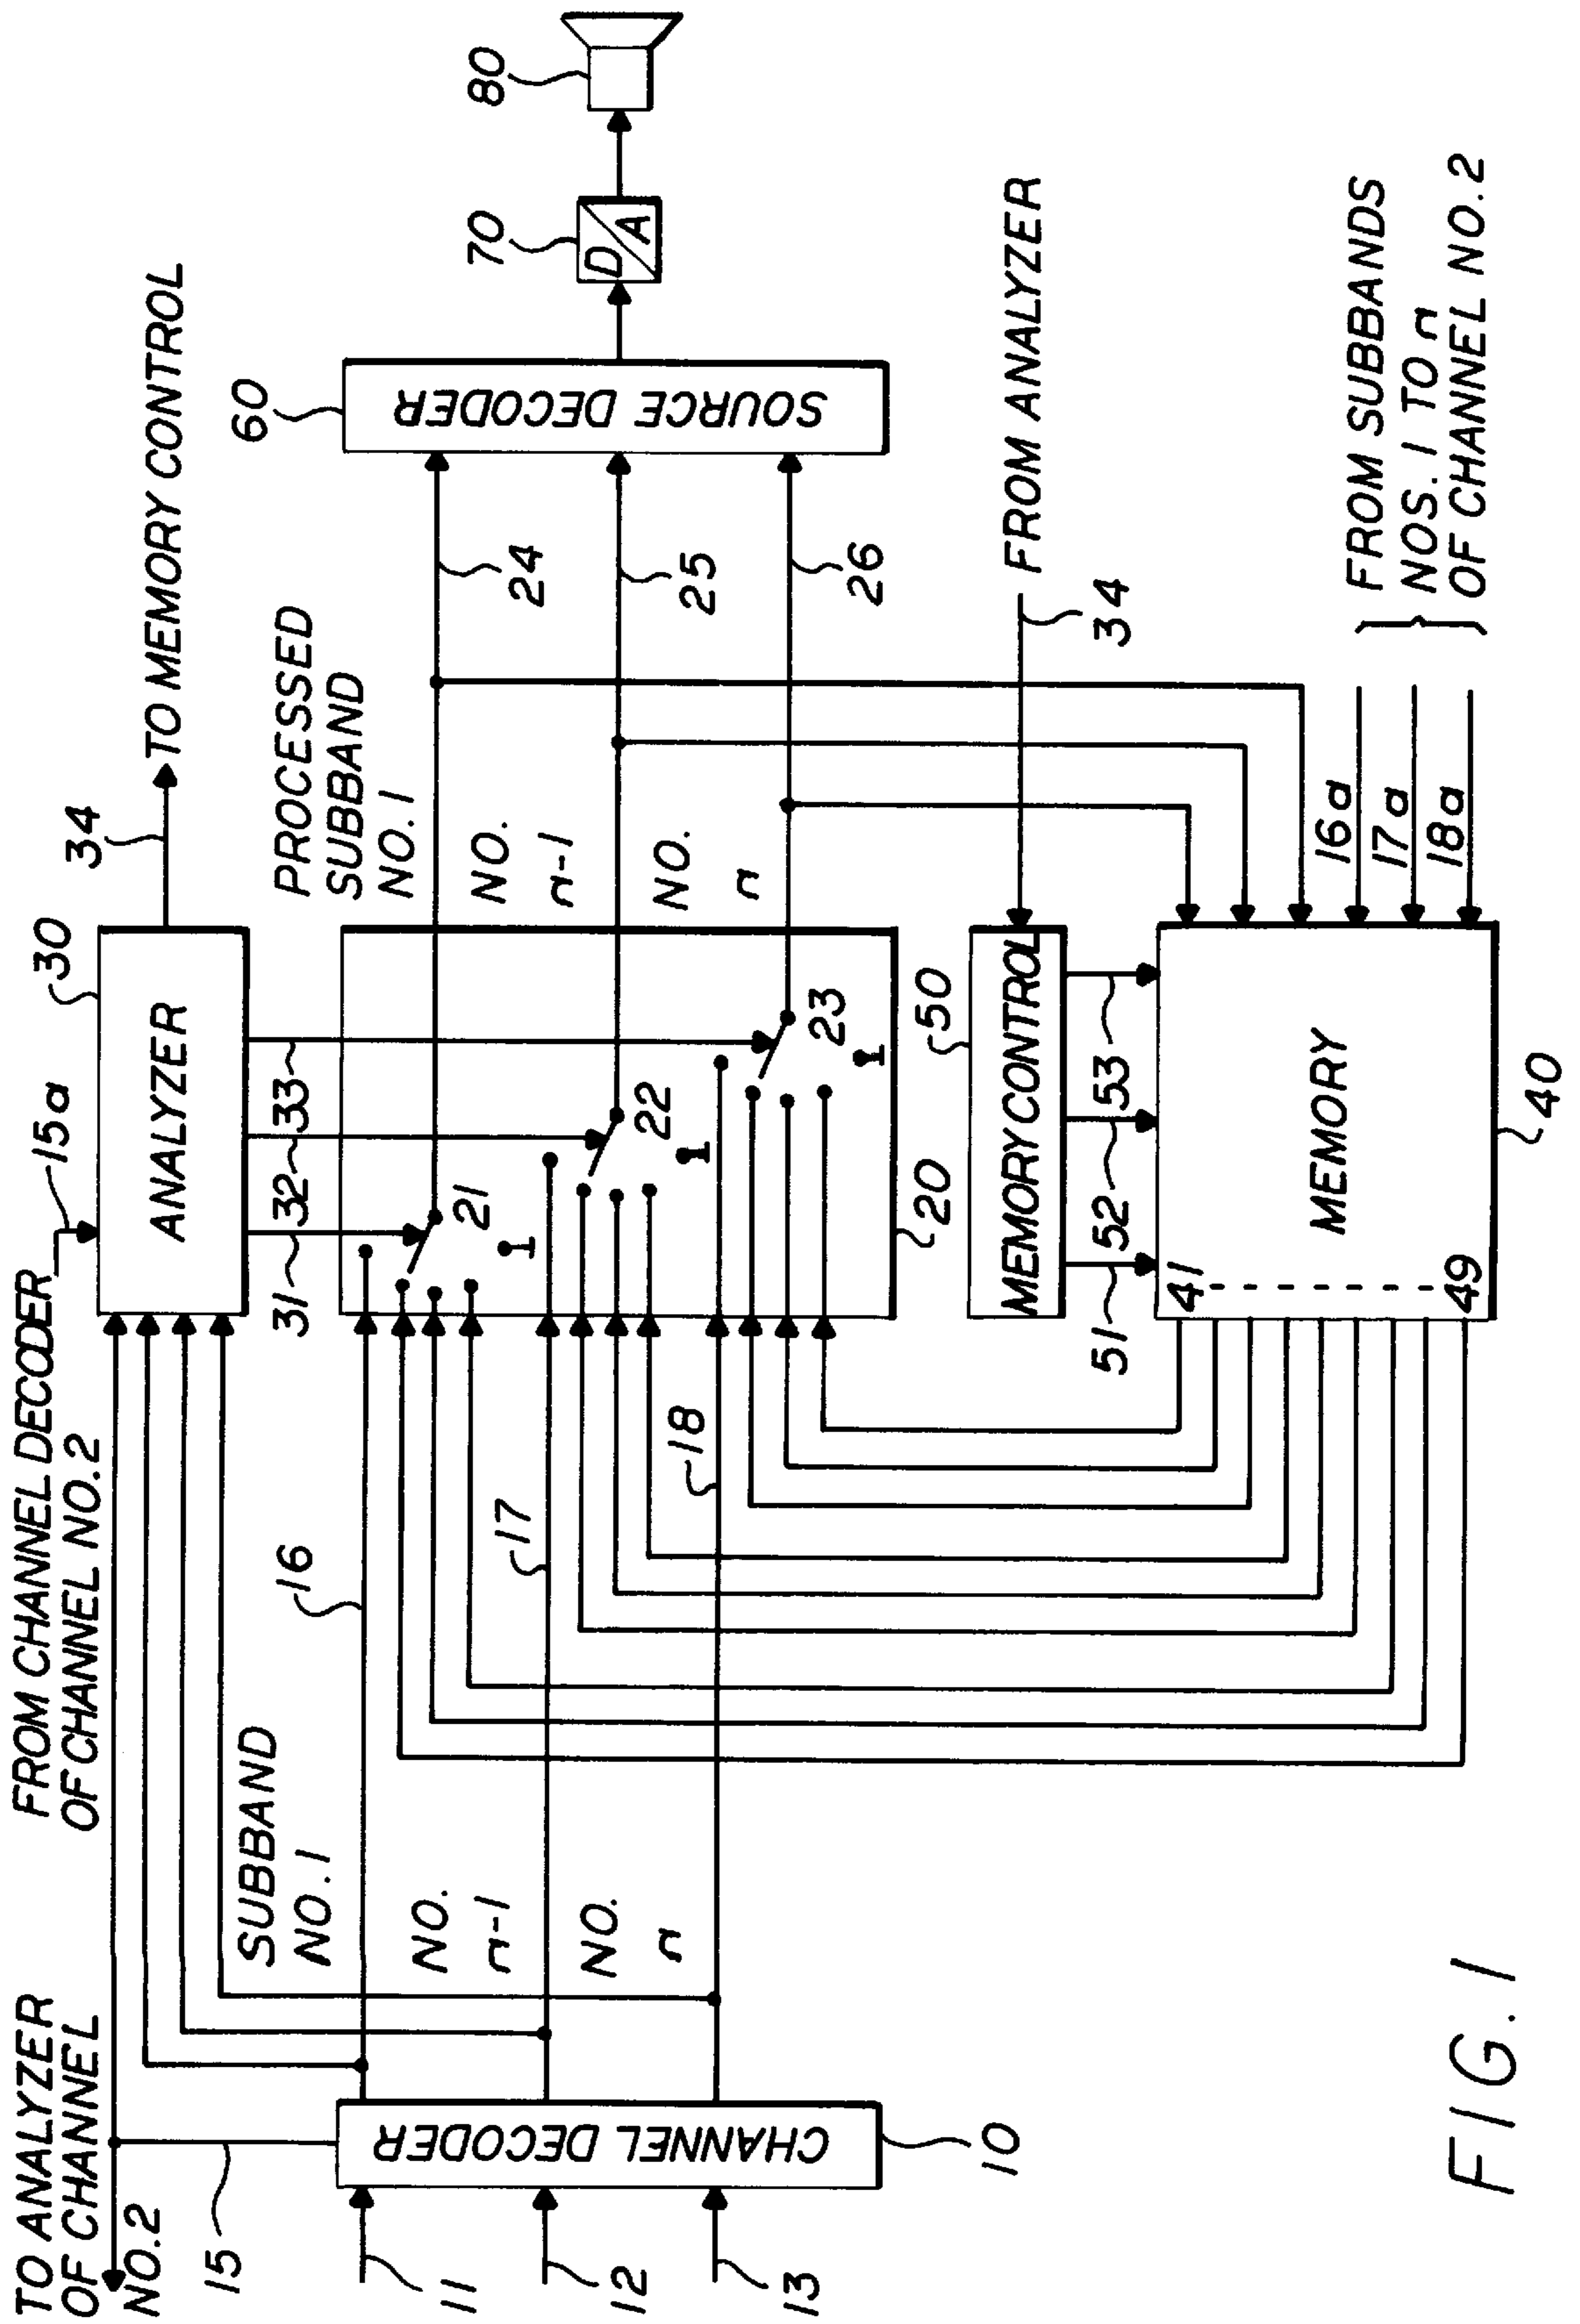 TO ANALYZER
OF CHANNEL
NO.2
FROM CHANNEL DECODER
OF CHANNEL NO.2
15a
15
30
ANALYZER
34
TO MEMORY CONTROL
31
32
33
SUBBAND
NO.1
NO.
n-1
NO.
n
16
17
18
11
12
13
CHANNEL DECODER
10
21
22
23
1
1
1
20
PROCESSED
SUBBAND
NO.1
NO.
n-1
NO.
n
24
25
26
60
SOURCE DECODER
70
D
A
80
50
MEMORY CONTROL
34
FROM ANALYZER
51
52
53
41
49
MEMORY
40
16a
17a
18a
FROM SUBBANDS
NOS. 1 TO n
OF CHANNEL NO.2
FIG. 1